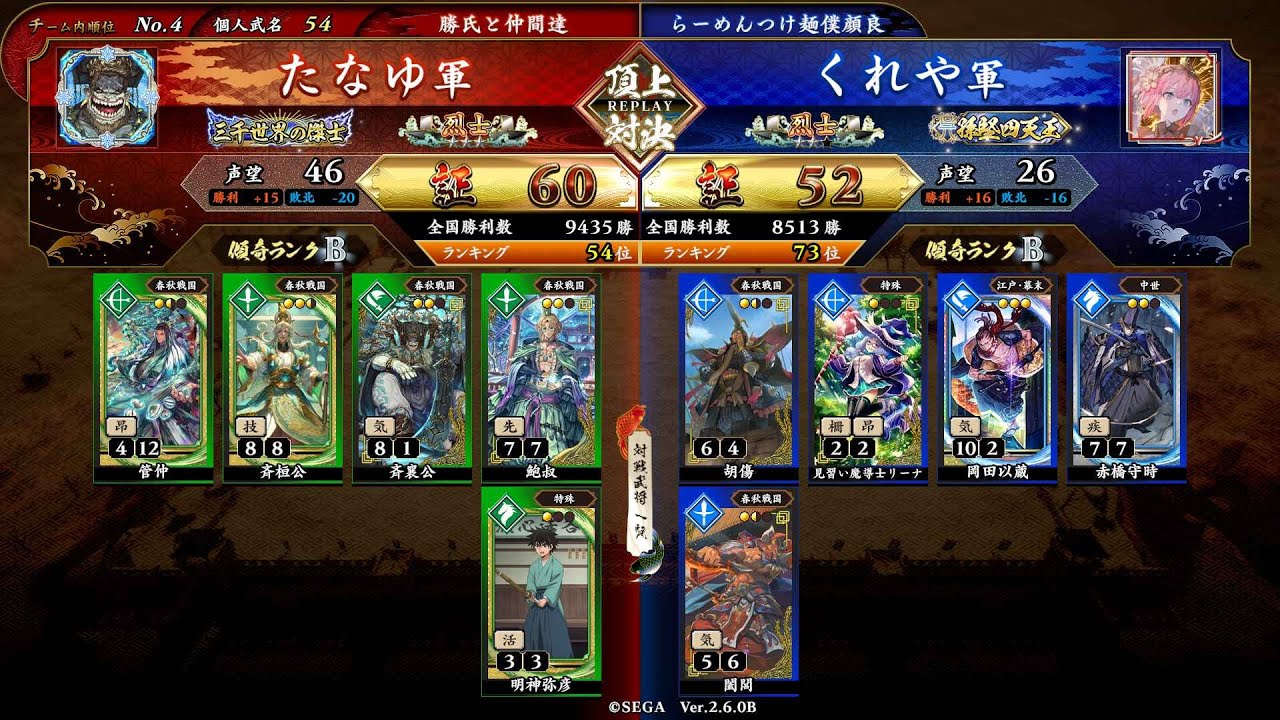 チーム内順位 No.4 個人武名 54 勝氏と仲間達 らーめんつけ麺僕顔良
たなゆ軍 頂上 REPLAY 対決 くれや軍
三千世界の傑士 烈士 烈士 孫堅四天王
声望 46 証 60 証 52 声望 26
勝利 +15 敗北 -20 勝利 +16 敗北 -16
全国勝利数 9435勝 全国勝利数 8513勝
傾奇ランクB ランキング 54位 ランキング 73位 傾奇ランクB
春秋戦国 春秋戦国 春秋戦国 春秋戦国 春秋戦国 特殊 江戸・幕末 中世
昂 技 気 先 柵 昂 気 疾
4 12 8 8 8 1 7 7 6 4 2 2 10 2 7 7
管仲 斉桓公 斉襄公 鮑叔 胡傷 見習い魔導士リーナ 岡田以蔵 赤橋守時
対戦武将一覧
特殊 春秋戦国
活 気
3 3 5 6
明神弥彦 閻閔
©SEGA Ver.2.6.0B